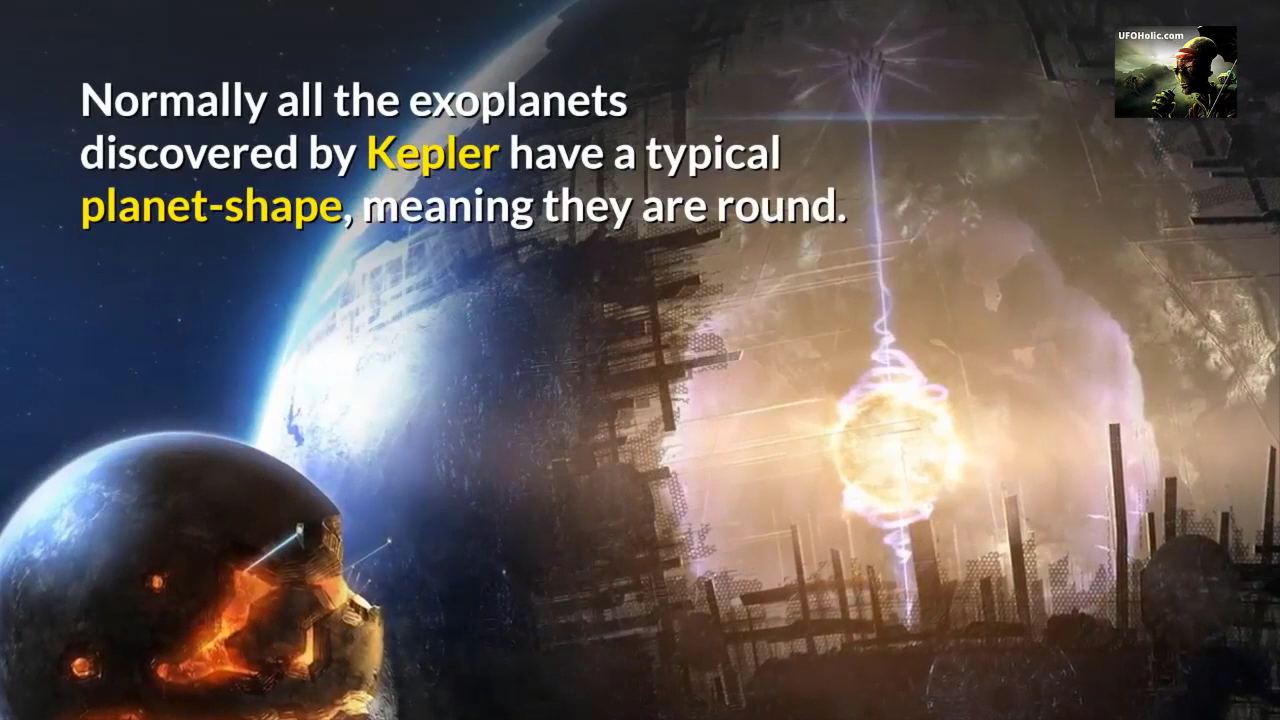 UFOHolic.com
Normally all the exoplanets
discovered by Kepler have a typical
planet-shape, meaning they are round.